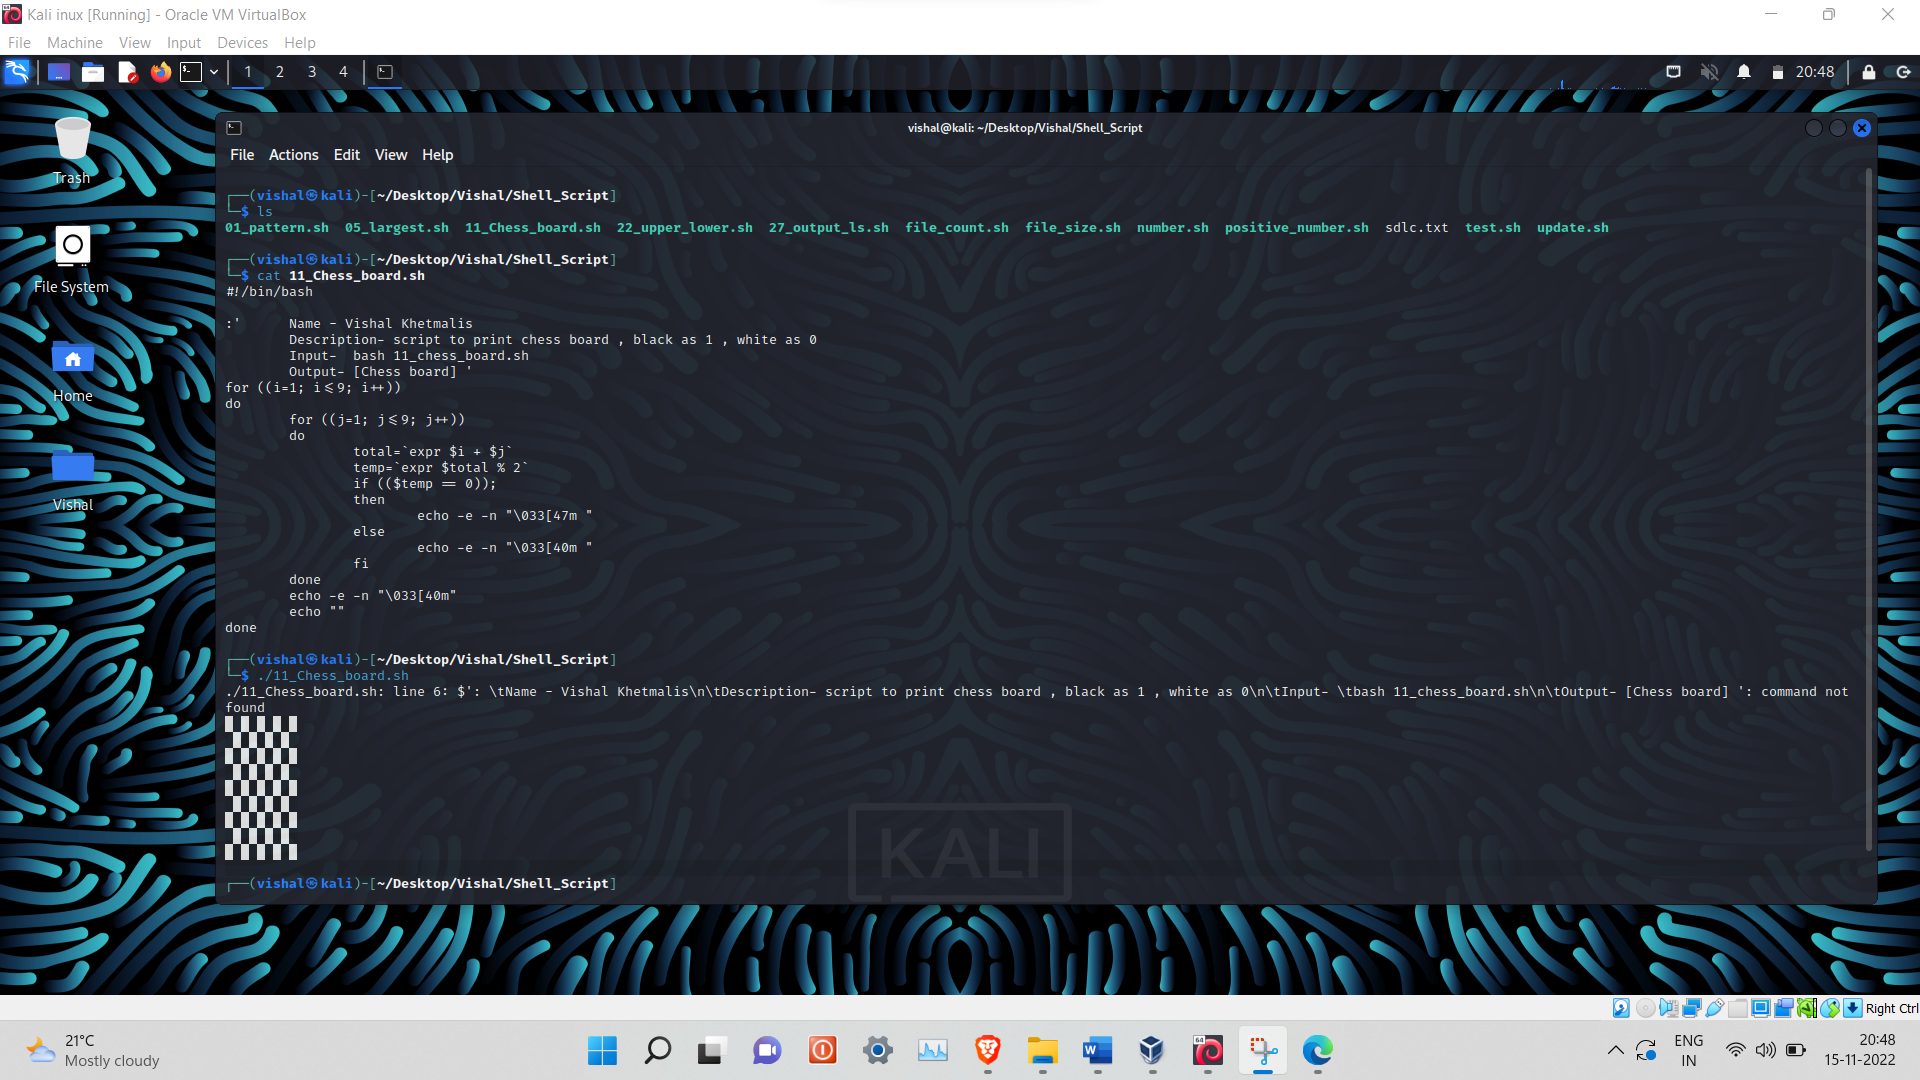 Kali inux [Running] - Oracle VM VirtualBox
File Machine View Input Devices Help
1 2 3 4
20:48
Trash
File System
Home
Vishal
vishal@kali: ~/Desktop/Vishal/Shell_Script
File Actions Edit View Help
┌──(vishal㉿kali)-[~/Desktop/Vishal/Shell_Script]
└─$ ls
01_pattern.sh 05_largest.sh 11_Chess_board.sh 22_upper_lower.sh 27_output_ls.sh file_count.sh file_size.sh number.sh positive_number.sh sdlc.txt test.sh update.sh
┌──(vishal㉿kali)-[~/Desktop/Vishal/Shell_Script]
└─$ cat 11_Chess_board.sh
#!/bin/bash
:' Name - Vishal Khetmalis
Description- script to print chess board , black as 1 , white as 0
Input- bash 11_chess_board.sh
Output- [Chess board] '
for ((i=1; i<=9; i++))
do
for ((j=1; j<=9; j++))
do
total=`expr $i + $j`
temp=`expr $total % 2`
if (($temp == 0));
then
echo -e -n "\033[47m "
else
echo -e -n "\033[40m "
fi
done
echo -e -n "\033[40m"
echo ""
done
┌──(vishal㉿kali)-[~/Desktop/Vishal/Shell_Script]
└─$ ./11_Chess_board.sh
./11_Chess_board.sh: line 6: $': \tName - Vishal Khetmalis\n\tDescription- script to print chess board , black as 1 , white as 0\n\tInput- \tbash 11_chess_board.sh\n\tOutput- [Chess board] ': command not
found
KALI
┌──(vishal㉿kali)-[~/Desktop/Vishal/Shell_Script]
Right Ctrl
21°C
Mostly cloudy
64
ENG
IN
20:48
15-11-2022